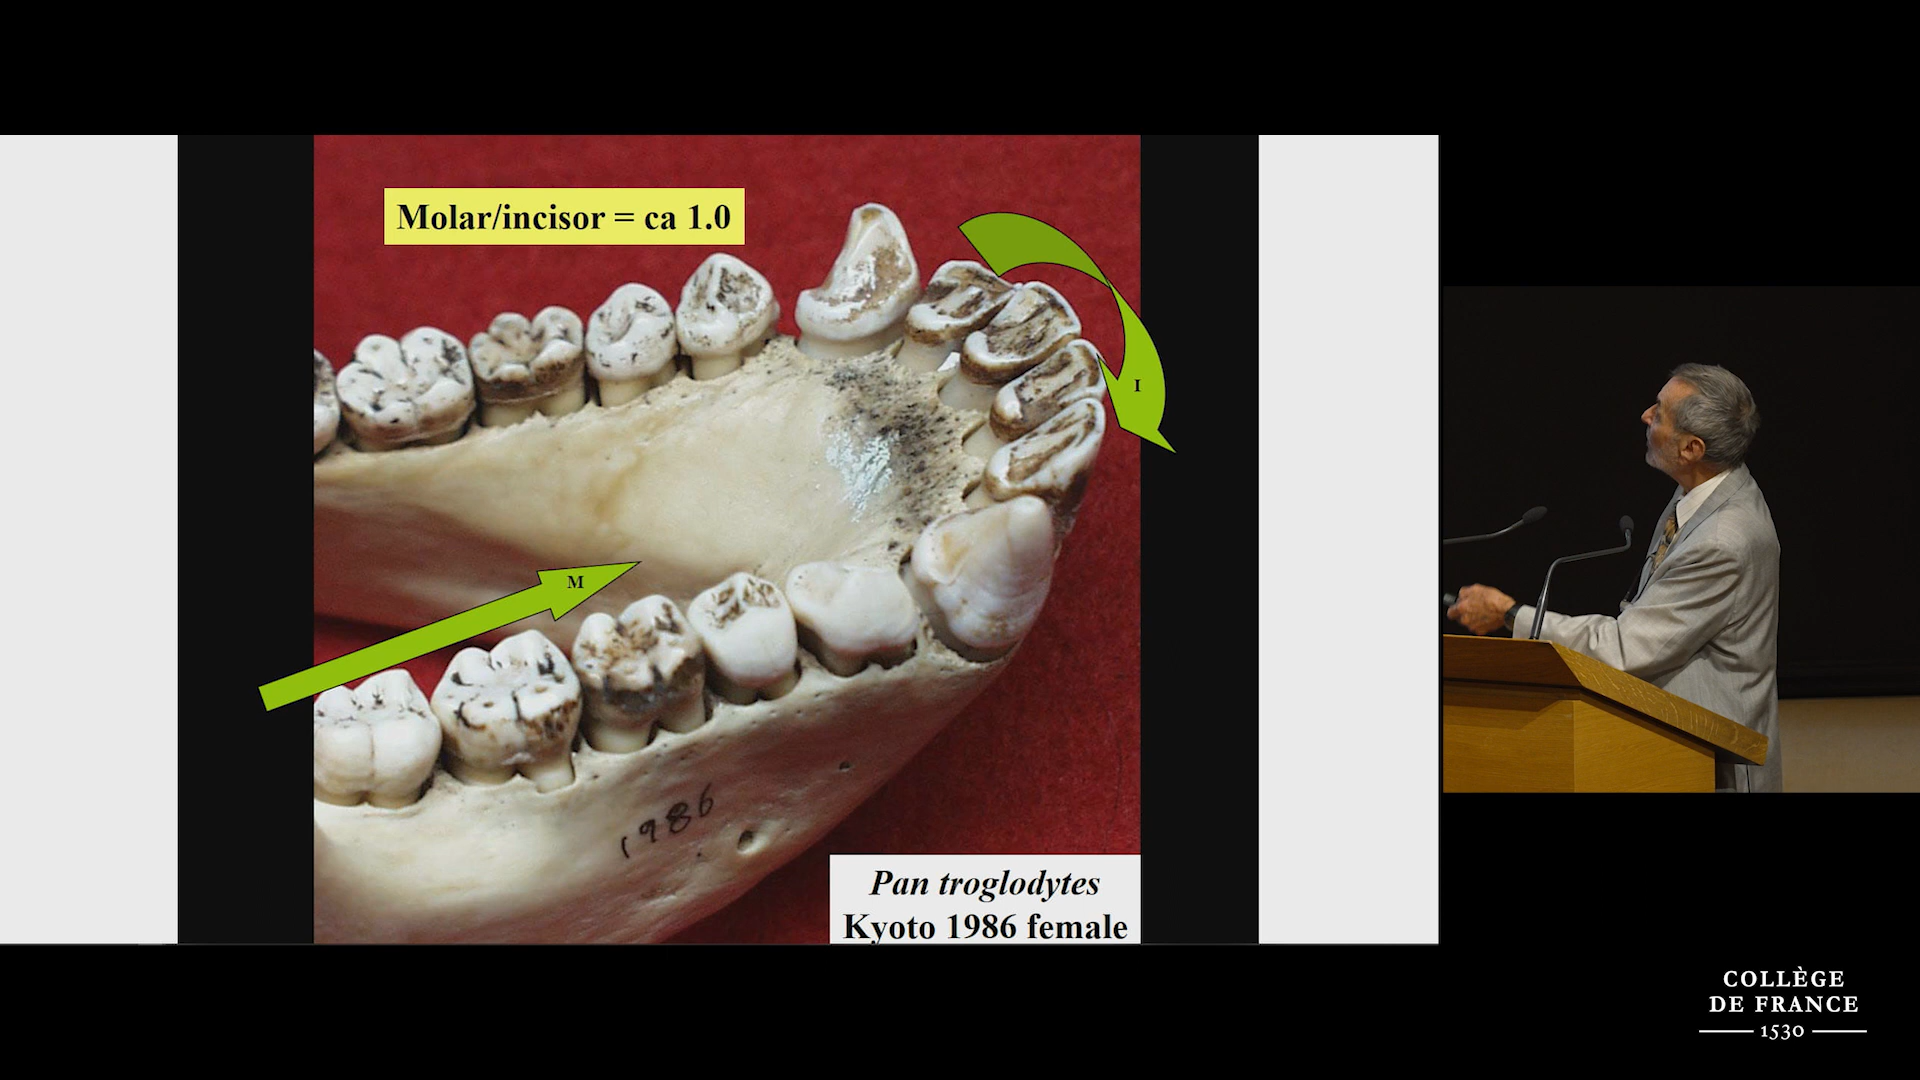 Molar/incisor = ca 1.0
I
M
1986
Pan troglodytes
Kyoto 1986 female
COLLÈGE
DE FRANCE
1530